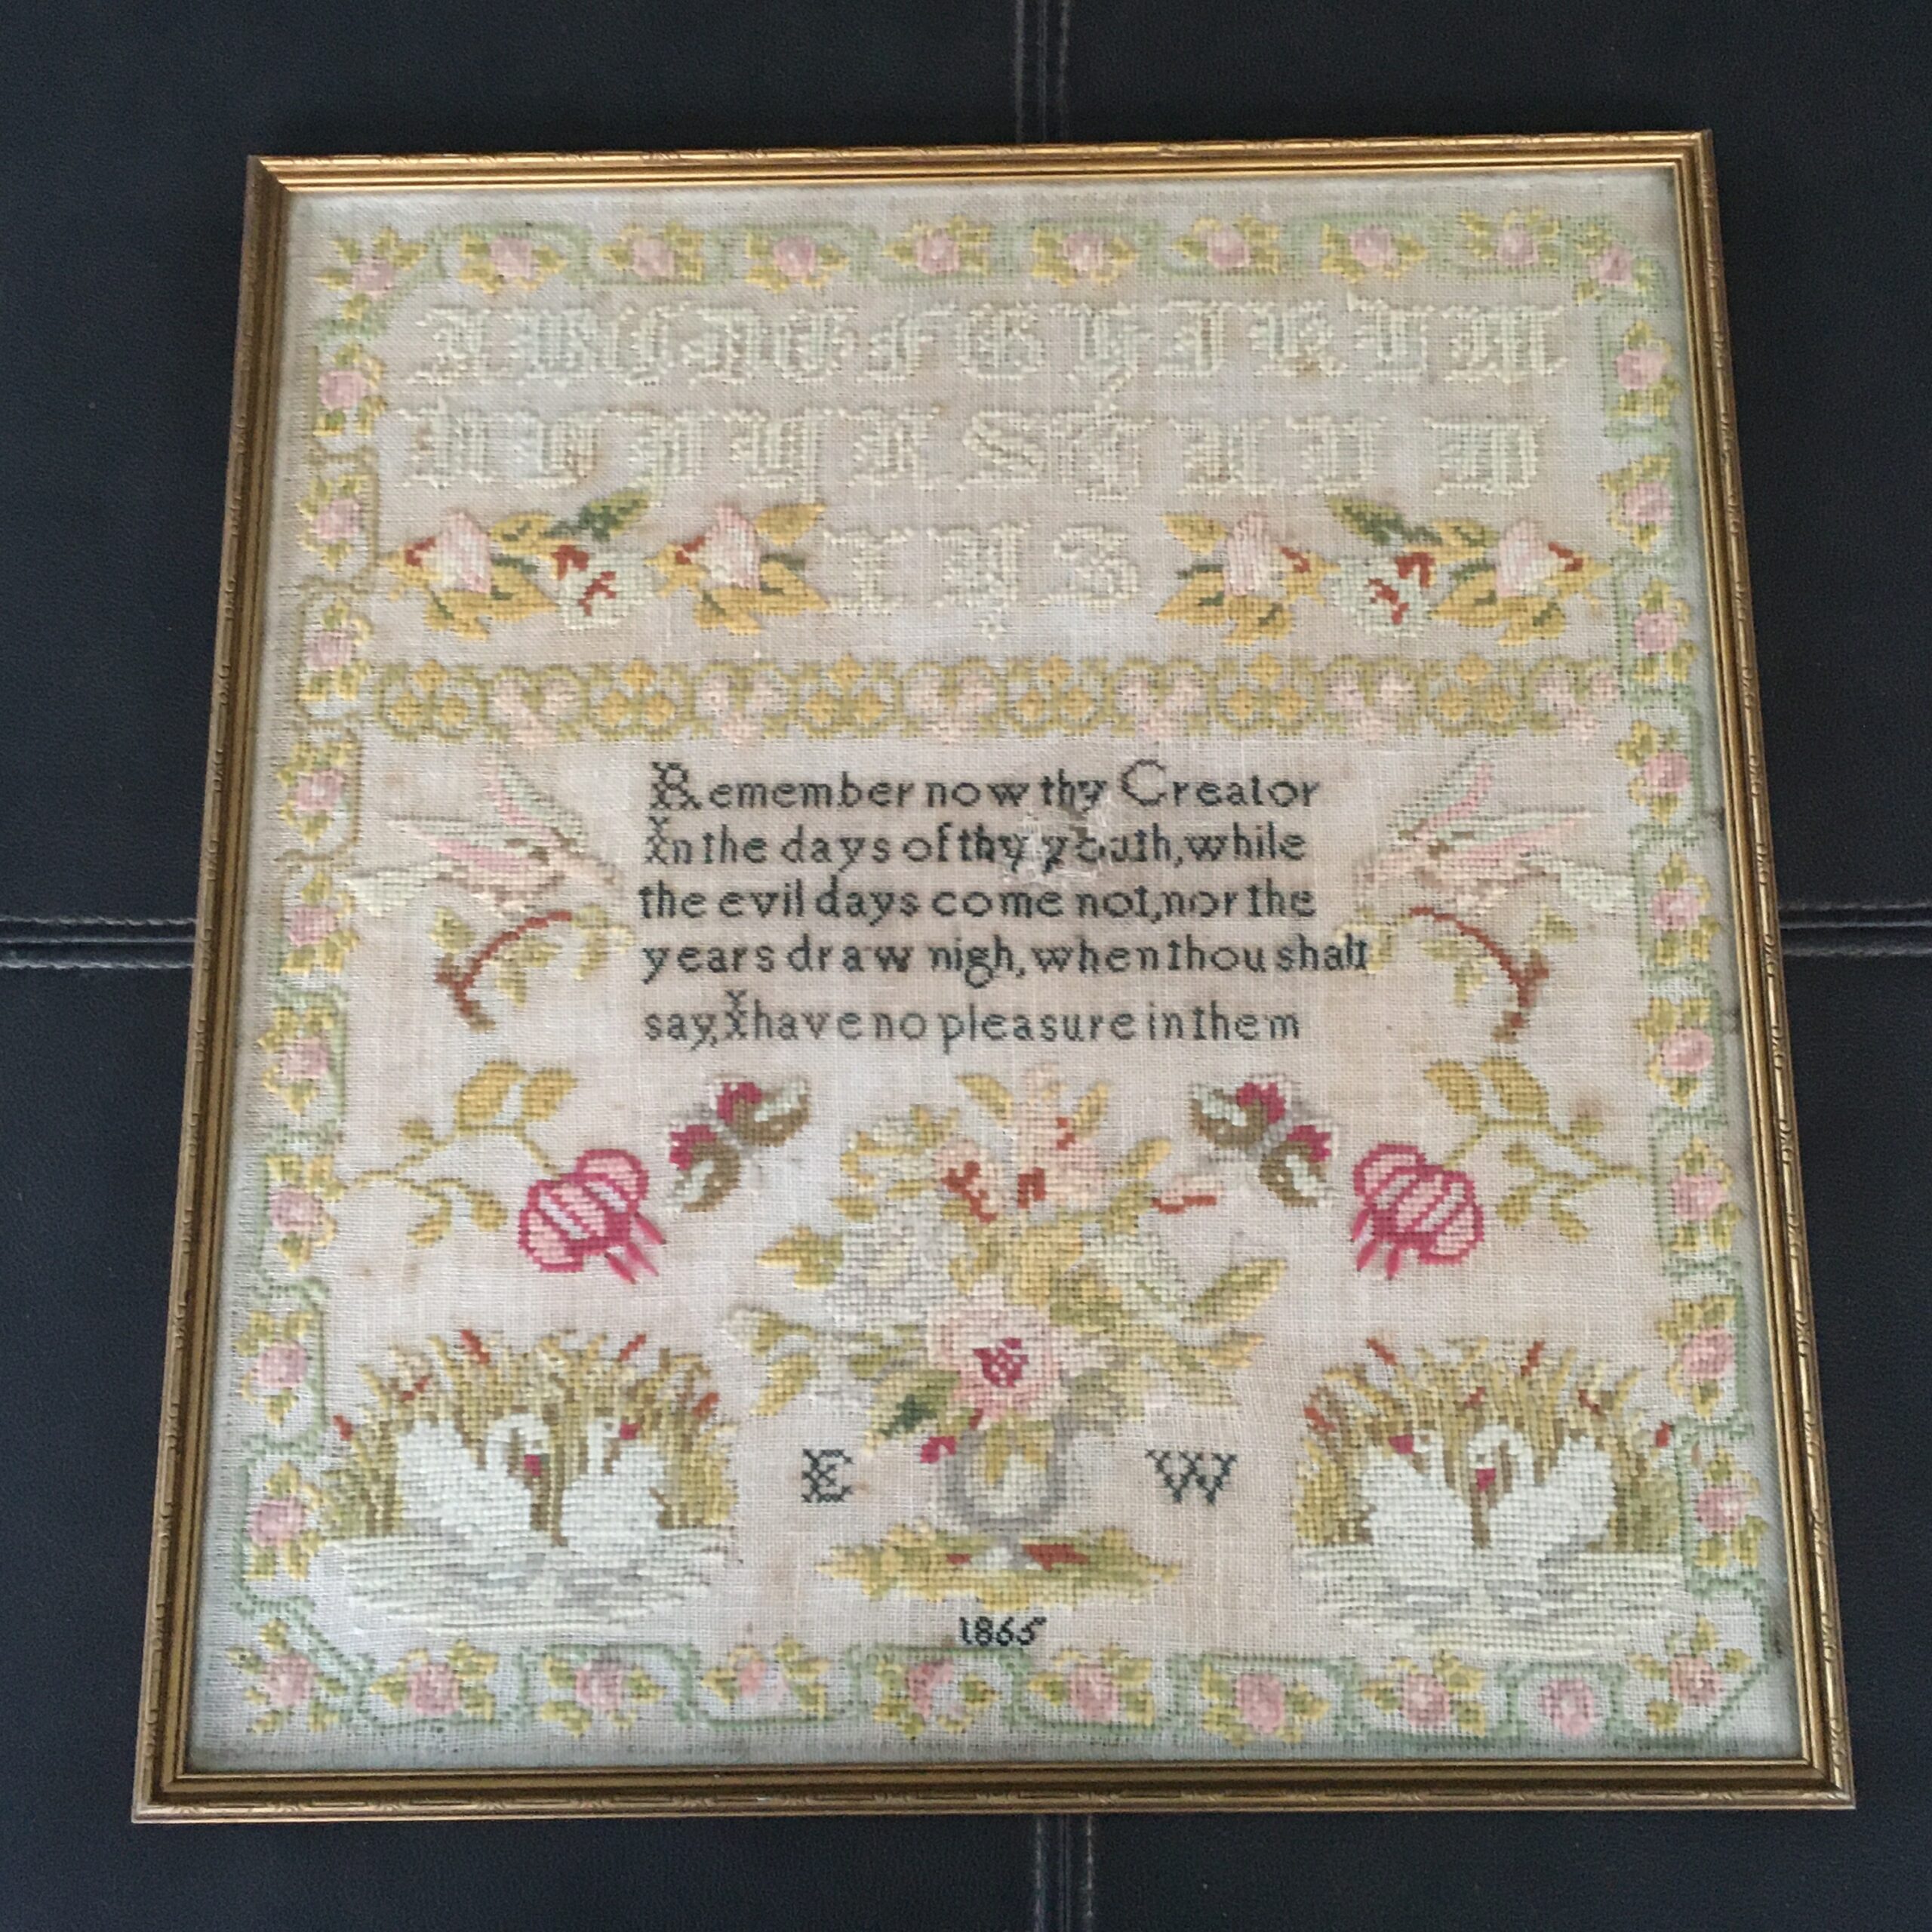 A B C D E F G H I K L M
N O P Q R S T U V
Remember now thy Creator
In the days of thy youth, while
the evil days come not, nor the
years draw nigh, when thou shalt
say, I have no pleasure in them
E W
1865